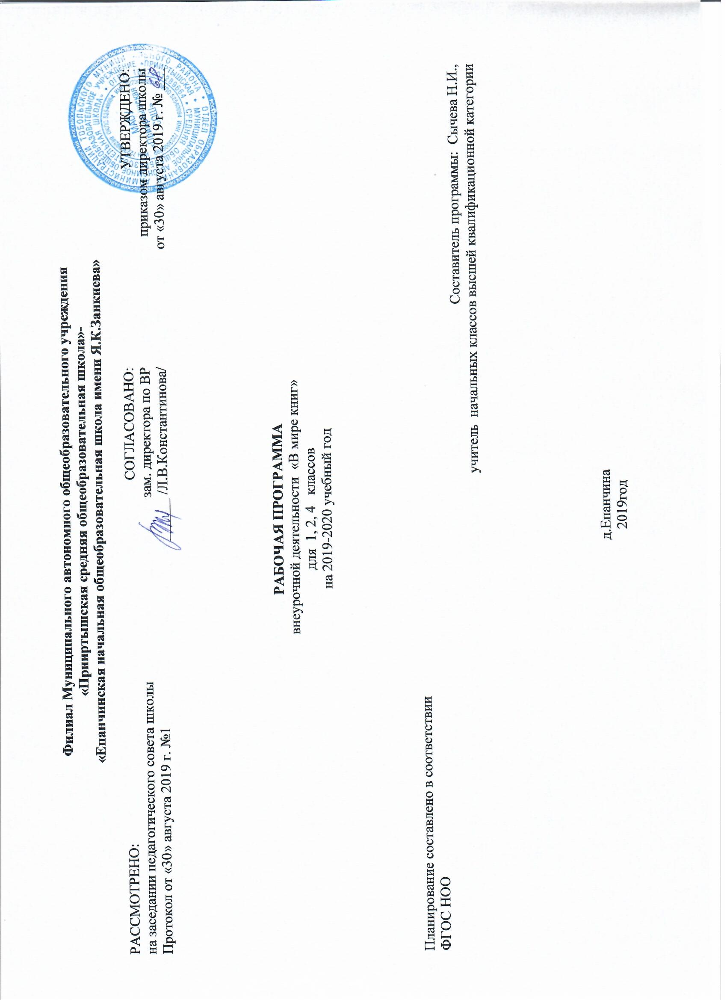 Филиал Муниципального автономного общеобразовательного учреждения
«Прииртышская средняя общеобразовательная школа»-
«Епанчинская начальная общеобразовательная школа имени Я.К.Занкиева»
РАССМОТРЕНО:
на заседании педагогического совета школы
Протокол от «30» августа 2019 г. №1
СОГЛАСОВАНО:
зам. директора по ВР
/Л.В.Константинова/
УТВЕРЖДЕНО:
приказом директора школы
от «30» августа 2019 г. №
РАБОЧАЯ ПРОГРАММА
внеурочной деятельности «В мире книг»
для 1, 2, 4 классов
на 2019-2020 учебный год
Планирование составлено в соответствии
ФГОС НОО
Составитель программы: Сычева Н.И.,
учитель начальных классов высшей квалификационной категории
д.Епанчина
2019год